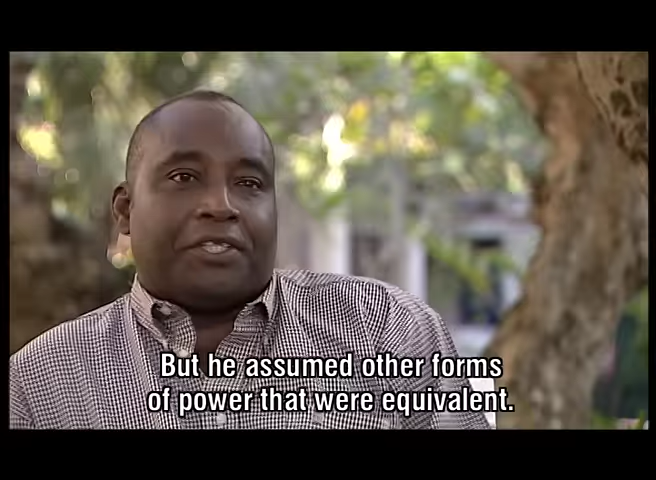 But he assumed other forms
of power that were equivalent.